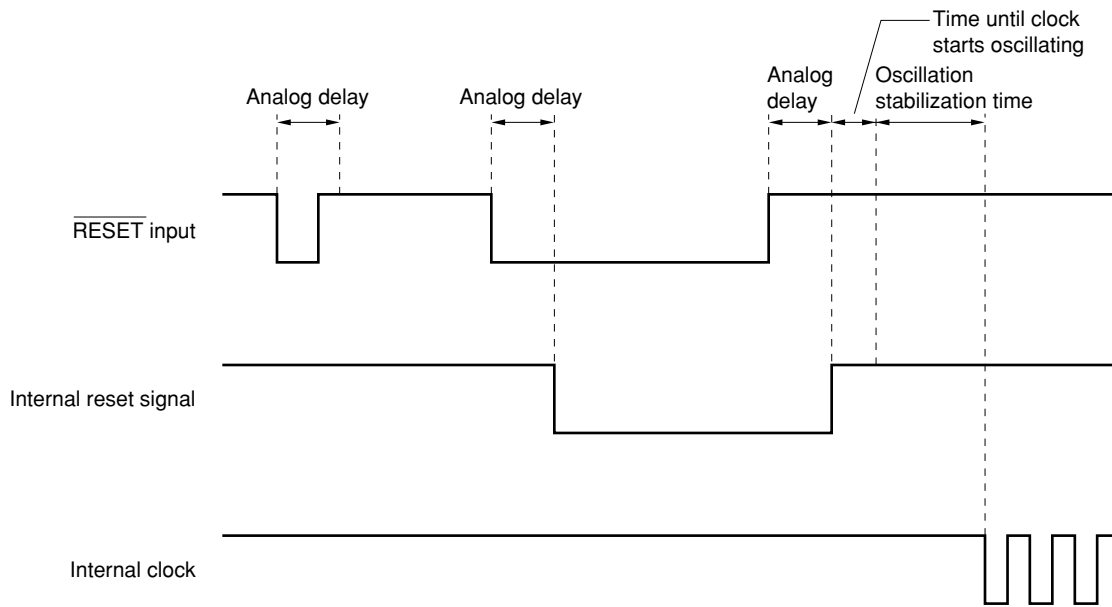 Time until clock
starts oscillating
Analog delay
Analog delay
Analog
delay
Oscillation
stabilization time
RESET input
Internal reset signal
Internal clock